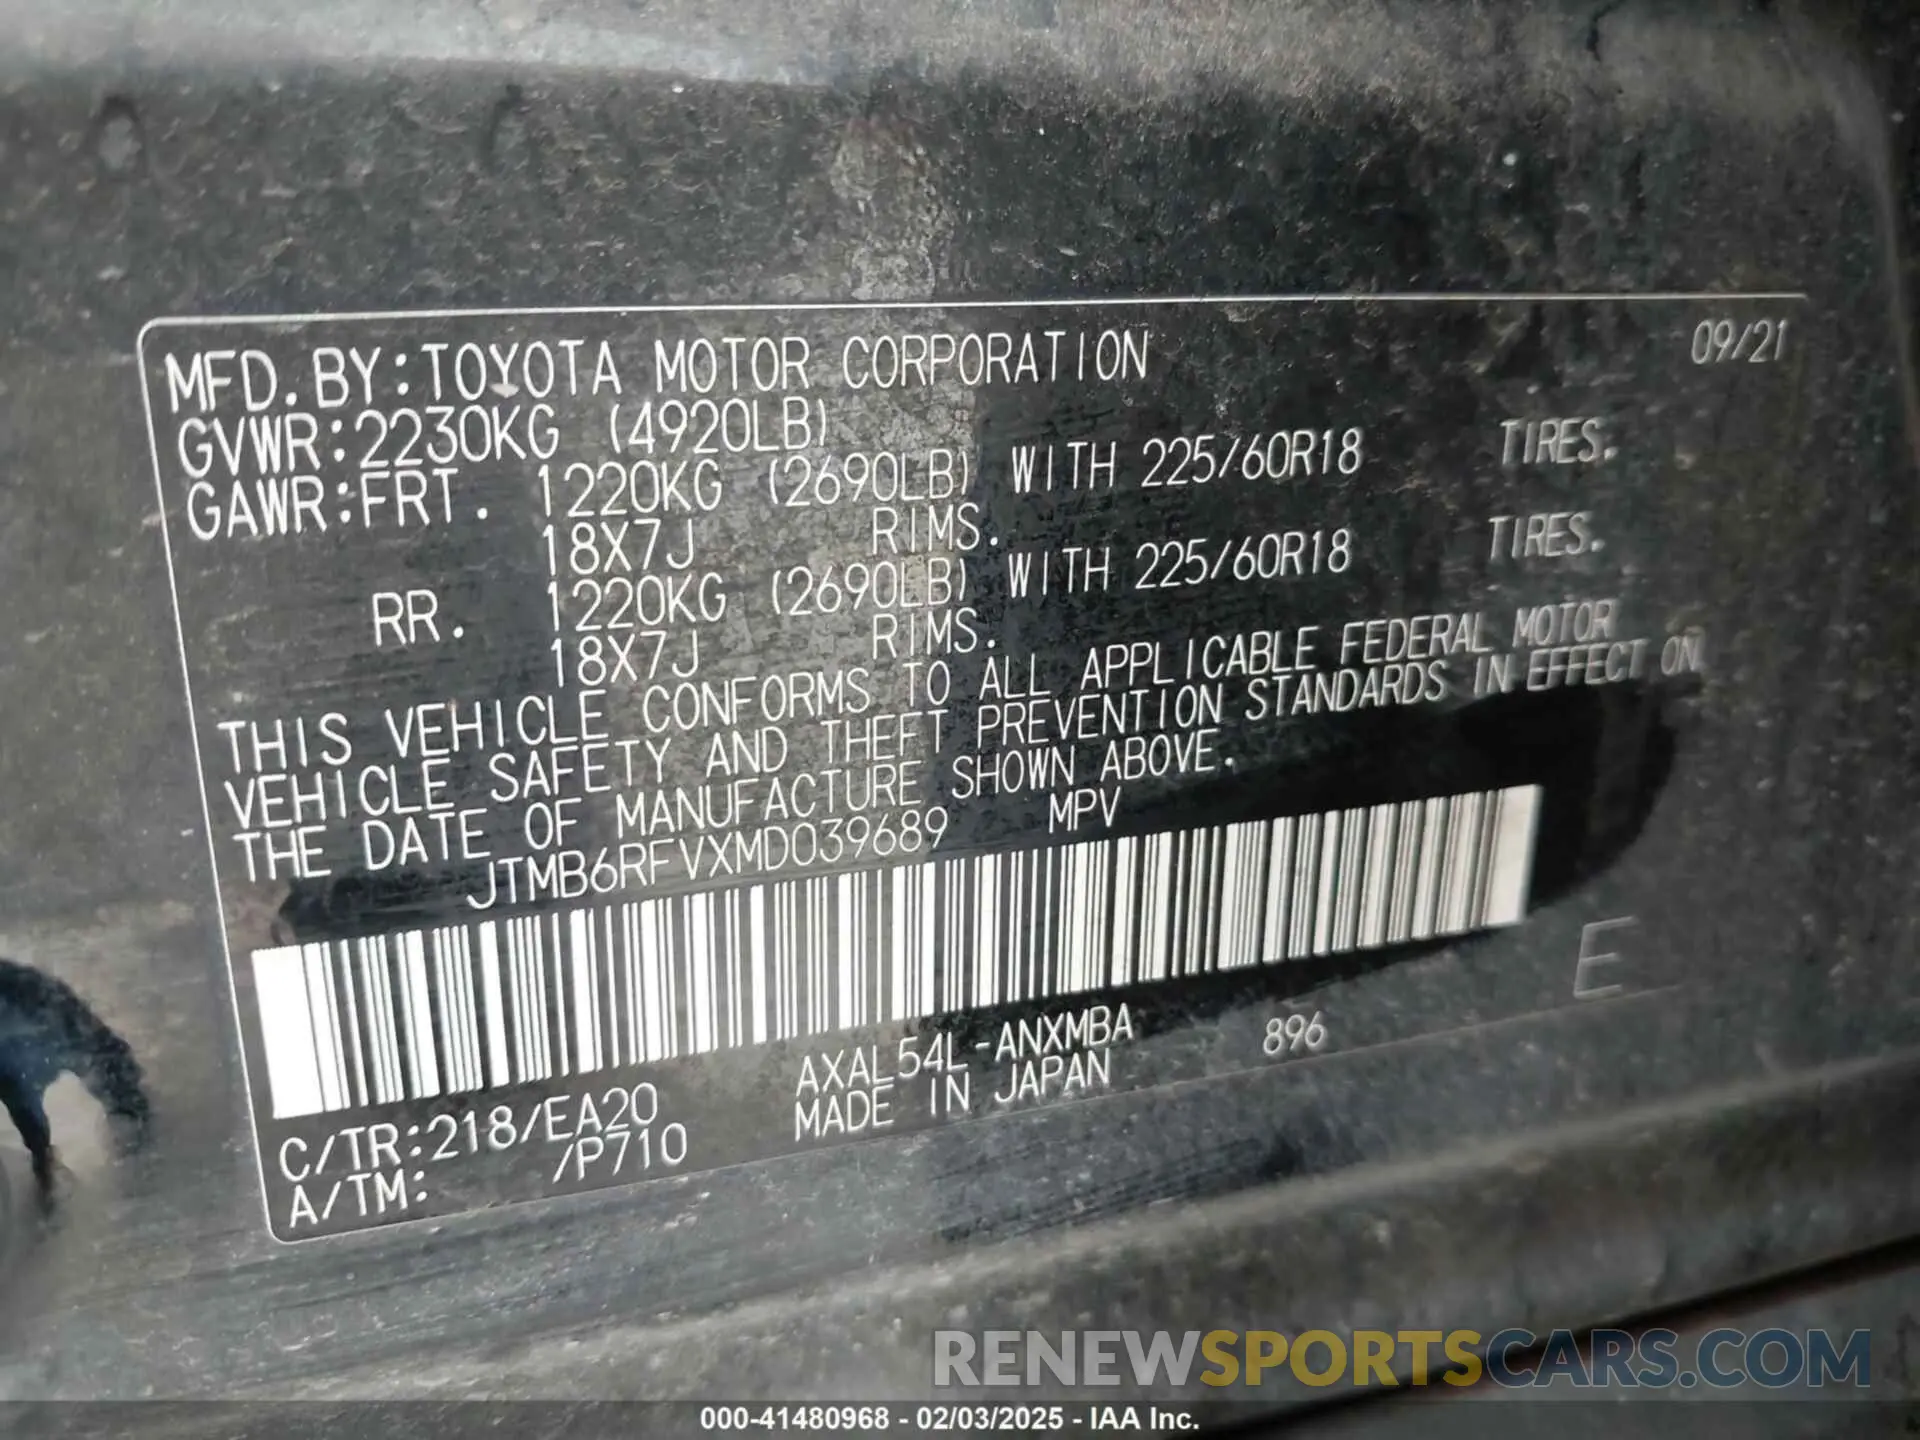 MFD. BY:TOYOTA MOTOR CORPORATION 09/21
GVWR:2230KG (4920LB)
GAWR:FRT. 1220KG (2690LB) WITH 225/60R18 TIRES.
18X7J RIMS.
RR. 1220KG (2690LB) WITH 225/60R18 TIRES.
18X7J RIMS.
THIS VEHICLE CONFORMS TO ALL APPLICABLE FEDERAL MOTOR
VEHICLE SAFETY AND THEFT PREVENTION STANDARDS IN EFFECT ON
THE DATE OF MANUFACTURE SHOWN ABOVE.
JTMB6RFVXMD039689 MPV
E
AXAL54L-ANXMBA 896
C/TR:218/EA20 MADE IN JAPAN
A/TM: /P710
RENEWSPORTSCARS.COM
000-41480968 - 02/03/2025 - IAA Inc.